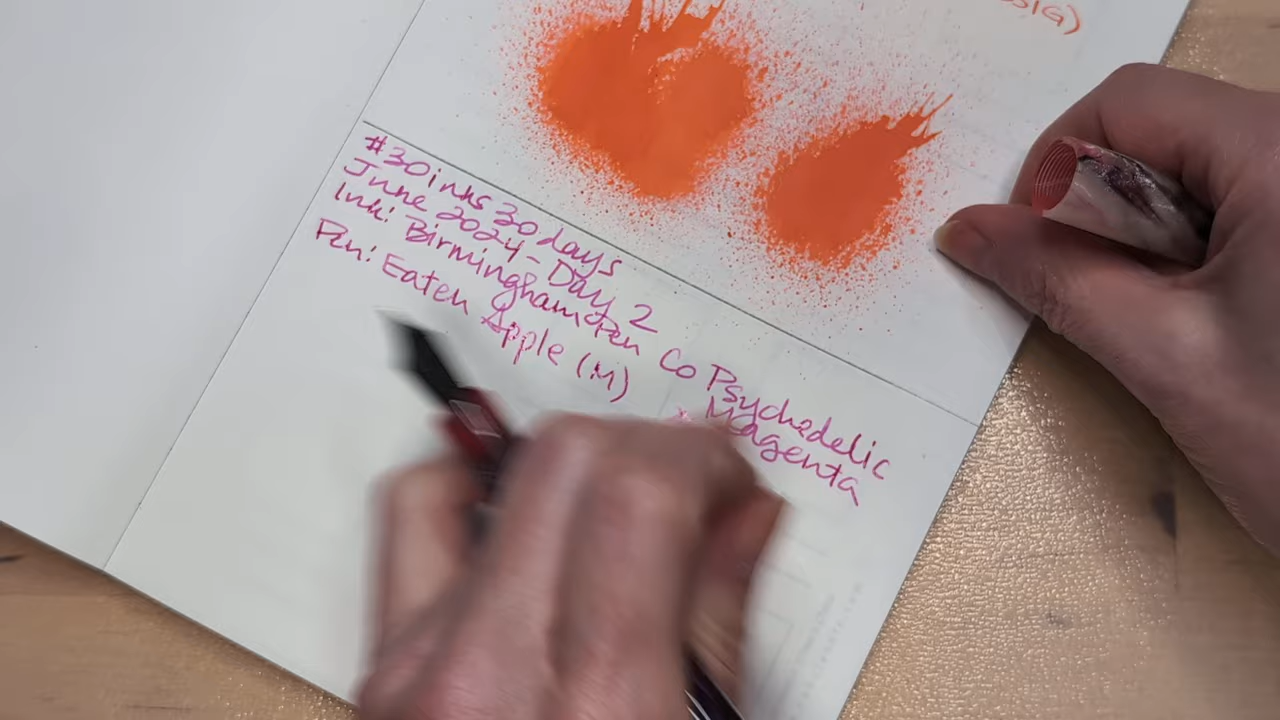 #30inks30days
June 2024 - Day 2
Ink: Birmingham Pen Co Psychedelic
Magenta
Pen: Eaten Apple (M)